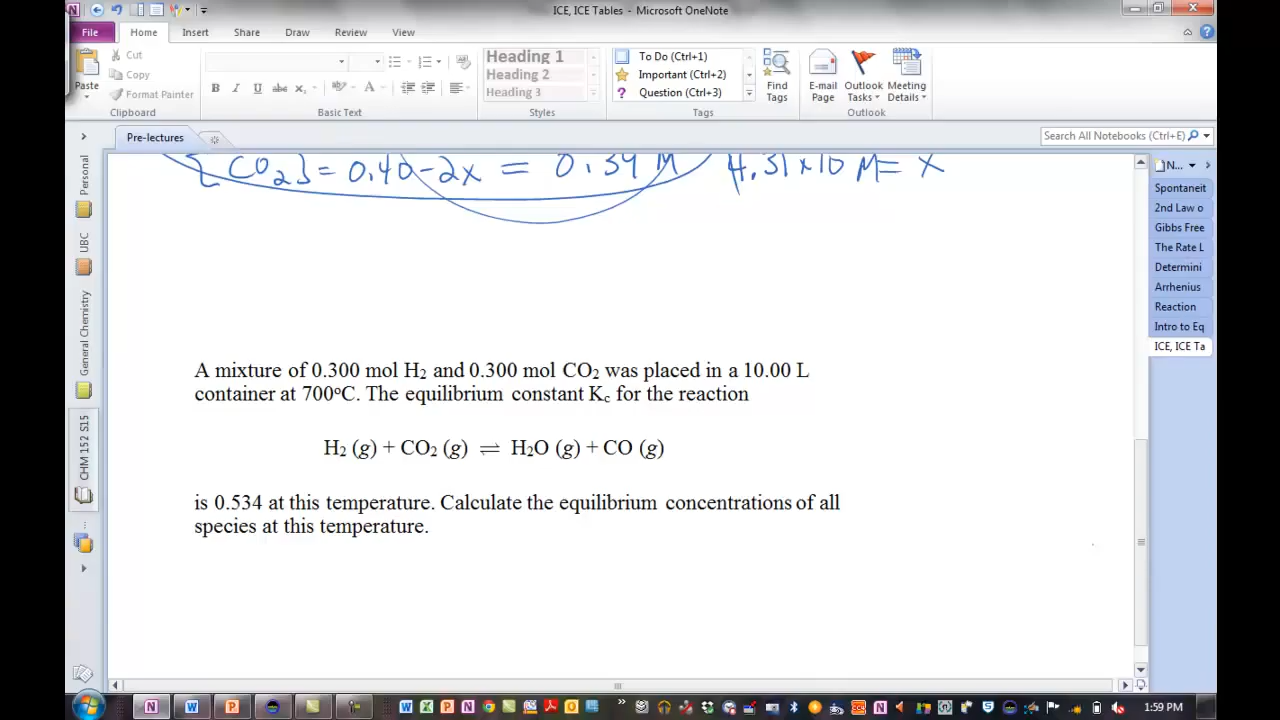 ICE, ICE Tables - Microsoft OneNote
File Home Insert Share Draw Review View
Paste
Cut
Copy
Format Painter
B I U abc
Heading 1
Heading 2
Heading 3
To Do (Ctrl+1)
Important (Ctrl+2)
Question (Ctrl+3)
Find Tags
E-mail Page
Outlook Tasks
Meeting Details
Clipboard Basic Text Styles Tags Outlook
Pre-lectures
Search All Notebooks (Ctrl+E)
Personal
UBC
General Chemistry
CHM 152 S15
[CO₂] = 0.40 - 2x = 0.39 M 4.31 x 10 M = x
A mixture of 0.300 mol H₂ and 0.300 mol CO₂ was placed in a 10.00 L
container at 700°C. The equilibrium constant Kc for the reaction
H₂ (g) + CO₂ (g) ⇌ H₂O (g) + CO (g)
is 0.534 at this temperature. Calculate the equilibrium concentrations of all
species at this temperature.
N...
Spontaneit
2nd Law o
Gibbs Free
The Rate L
Determini
Arrhenius
Reaction
Intro to Eq
ICE, ICE Ta
1:59 PM